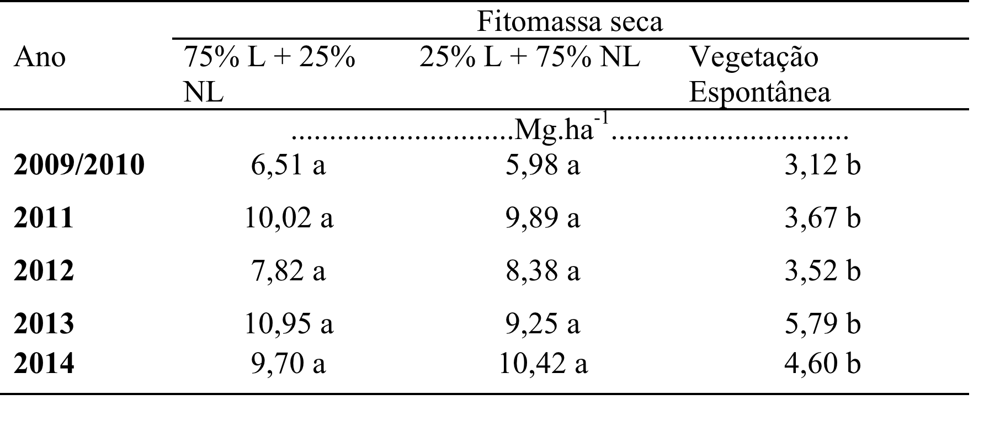 Fitomassa seca
Ano 75% L + 25% 25% L + 75% NL Vegetação
NL Espontânea
.............................Mg.ha-1...............................
2009/2010 6,51 a 5,98 a 3,12 b
2011 10,02 a 9,89 a 3,67 b
2012 7,82 a 8,38 a 3,52 b
2013 10,95 a 9,25 a 5,79 b
2014 9,70 a 10,42 a 4,60 b